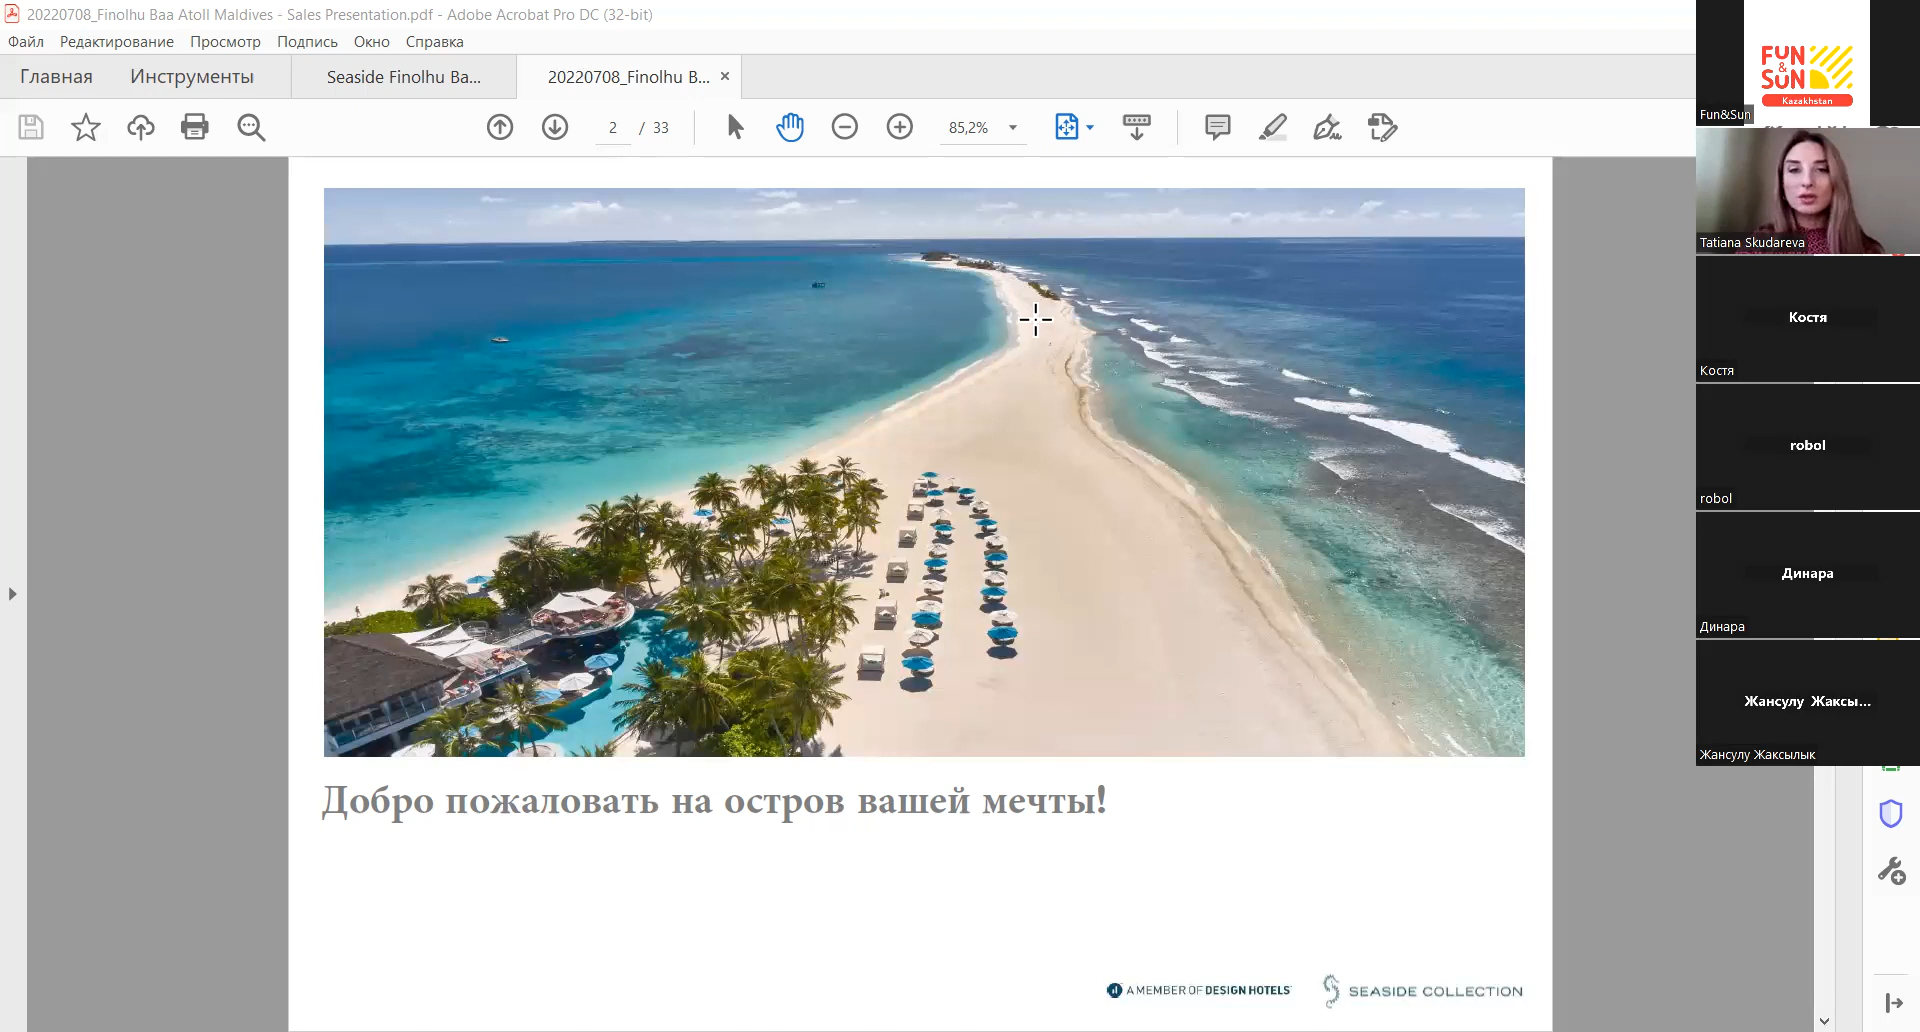 20220708_Finolhu Baa Atoll Maldives - Sales Presentation.pdf - Adobe Acrobat Pro DC (32-bit)
Файл Редактирование Просмотр Подпись Окно Справка
Главная Инструменты Seaside Finolhu Ba... 20220708_Finolhu B...
2 / 33 85,2%
Добро пожаловать на остров вашей мечты!
A MEMBER OF DESIGN HOTELS
SEASIDE COLLECTION
FUN
&
SUN
Kazakhstan
Fun&Sun
Tatiana Skudareva
Костя
Костя
robol
robol
Динара
Динара
Жансулу Жаксы...
Жансулу Жаксылык